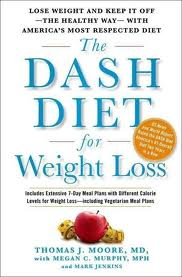 LOSE WEIGHT AND KEEP IT OFF
—THE HEALTHY WAY—WITH
AMERICA'S MOST RESPECTED DIET
The
DASH
DIET
for
Weight Loss
Includes Extensive 7-Day Meal Plans with Different Calorie
Levels for Weight Loss—including Vegetarian Meal Plans
THOMAS J. MOORE, MD,
with MEGAN C. MURPHY, MPH
and MARK JENKINS